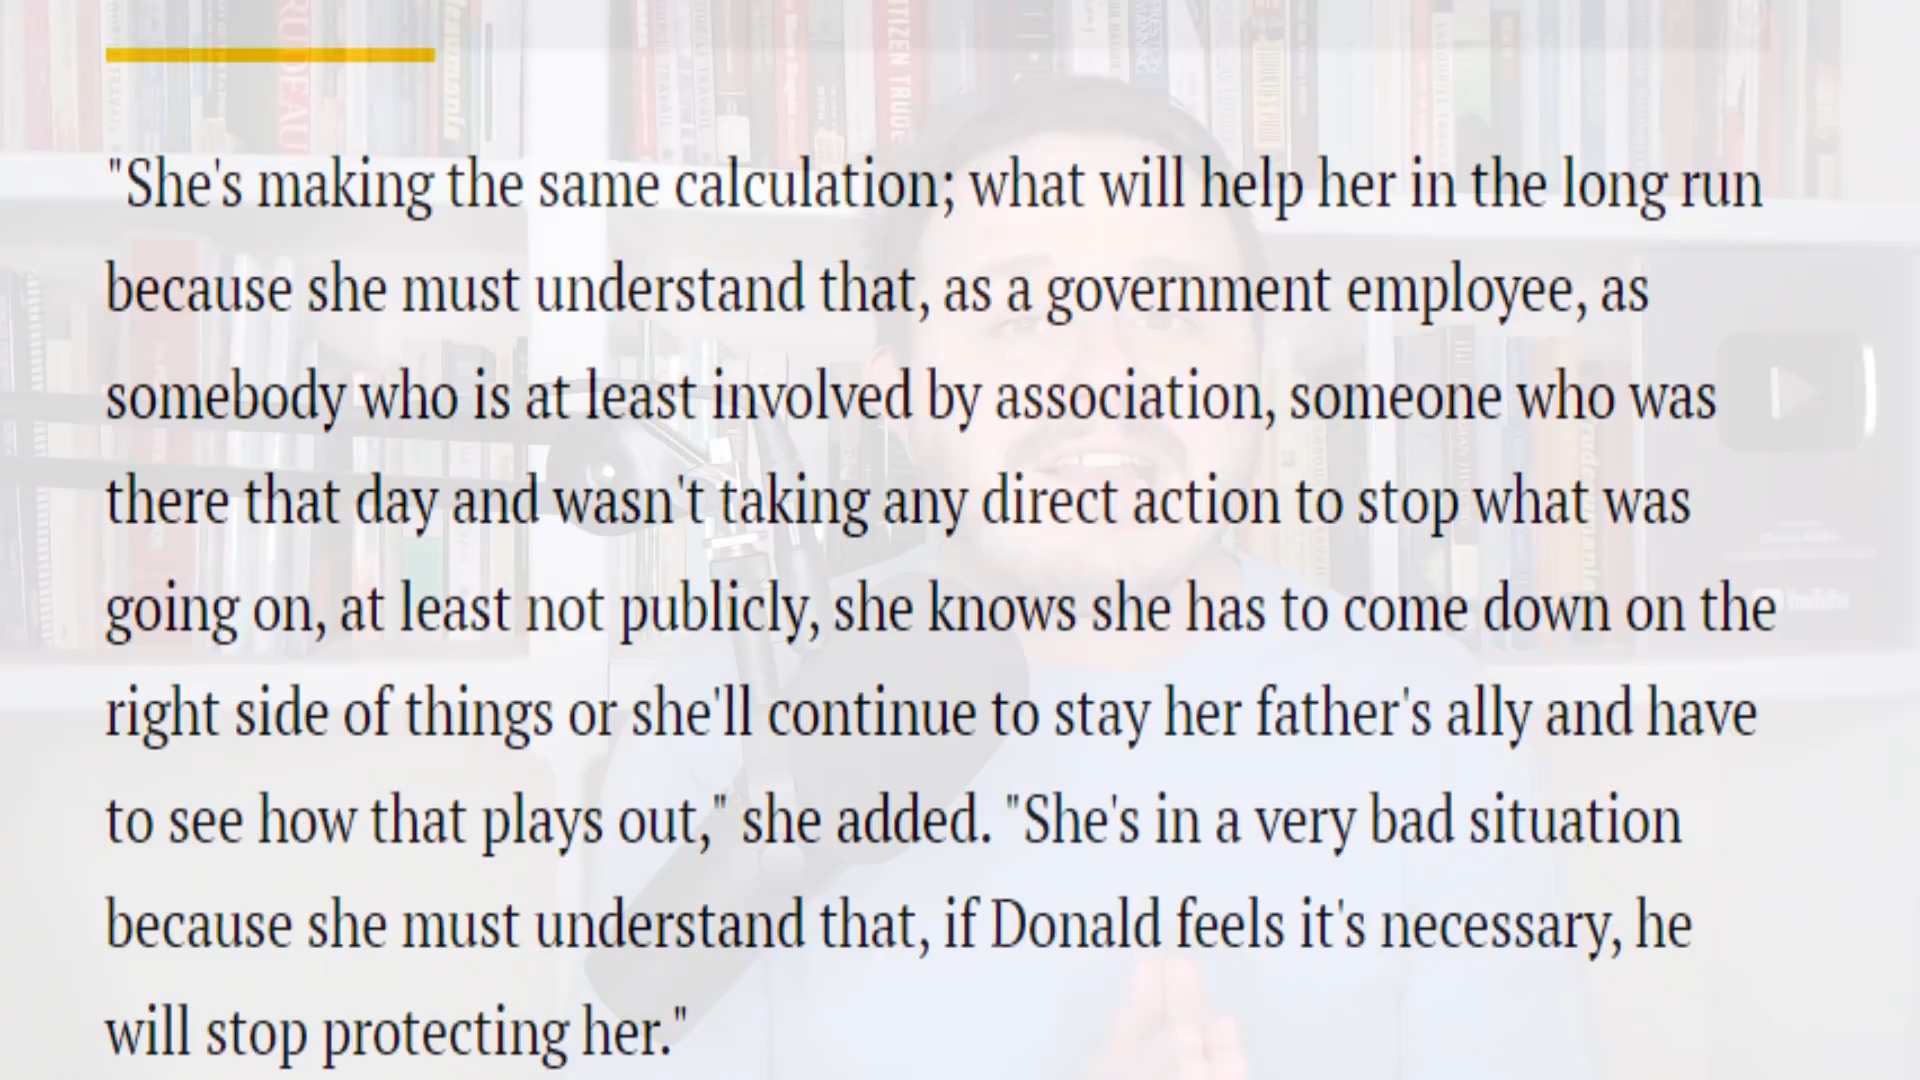 "She's making the same calculation; what will help her in the long run
because she must understand that, as a government employee, as
somebody who is at least involved by association, someone who was
there that day and wasn't taking any direct action to stop what was
going on, at least not publicly, she knows she has to come down on the
right side of things or she'll continue to stay her father's ally and have
to see how that plays out," she added. "She's in a very bad situation
because she must understand that, if Donald feels it's necessary, he
will stop protecting her."
TIZEN TRUDE
YouTube